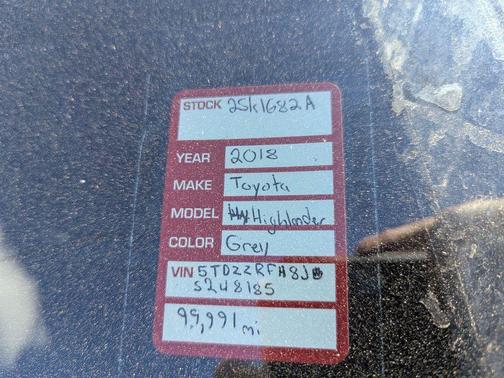 STOCK 25K1682A
YEAR 2018
MAKE Toyota
MODEL Highlander
COLOR Grey
VIN 5TDZZRFH8J
S248185
99,991 mi